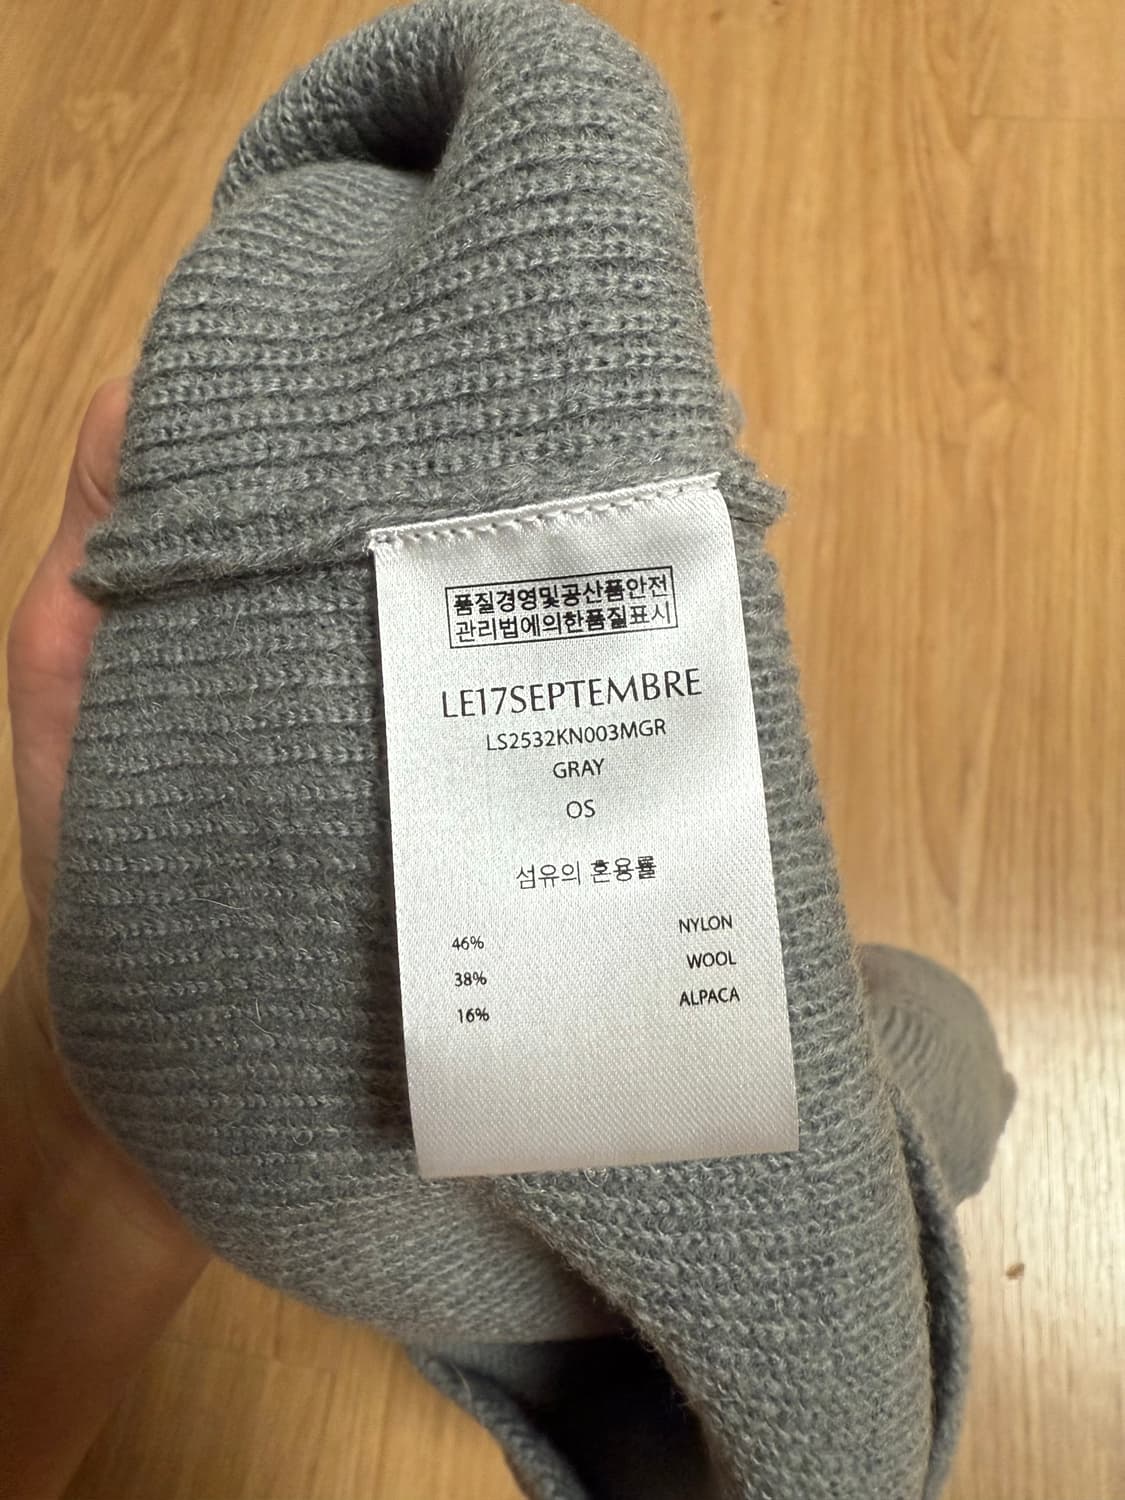 품질경영및공산품안전
관리법에의한품질표시
LE17SEPTEMBRE
LS2532KN003MGR
GRAY
OS
섬유의 혼용률
46% NYLON
38% WOOL
16% ALPACA